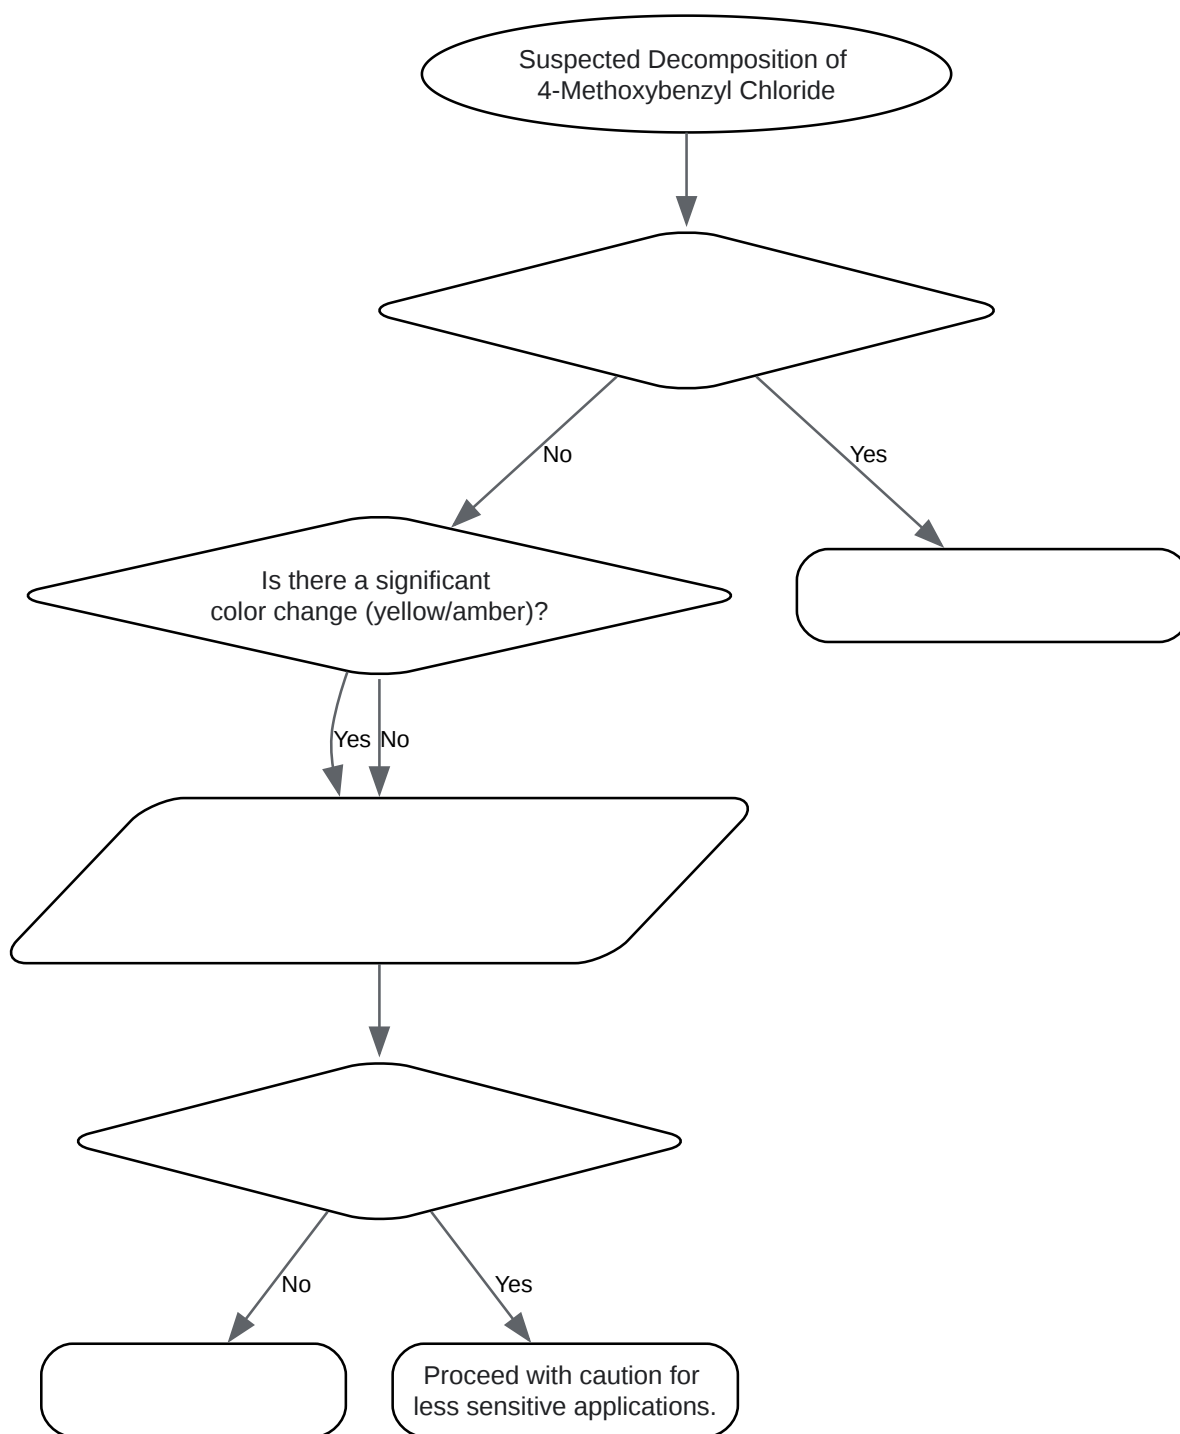 Suspected Decomposition of
4-Methoxybenzyl Chloride
No
Yes
Is there a significant
color change (yellow/amber)?
Yes
No
No
Yes
Proceed with caution for
less sensitive applications.